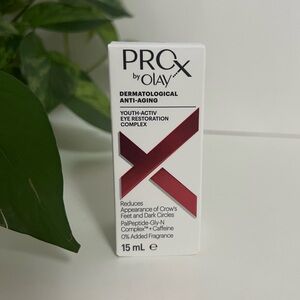 PROX
by OLAY
DERMATOLOGICAL
ANTI-AGING
YOUTH-ACTIV
EYE RESTORATION
COMPLEX
Reduces
Appearance of Crow's
Feet and Dark Circles
PalPeptide-Gly-N
Complex™ + Caffeine
0% Added Fragrance
15 mL ℮